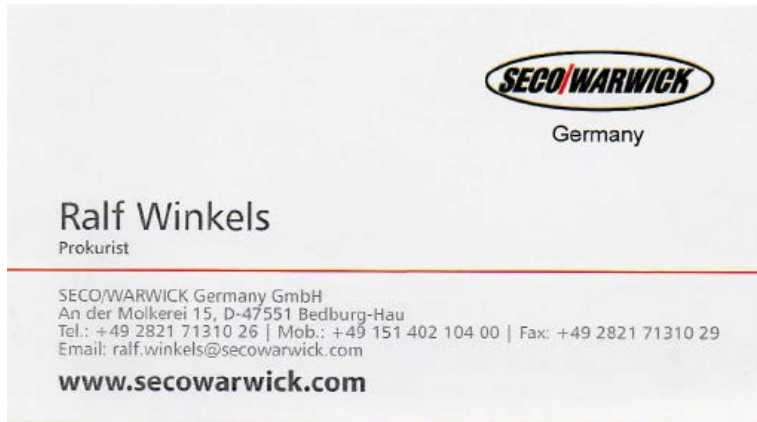 SECO/WARWICK
Germany
Ralf Winkels
Prokurist
SECO/WARWICK Germany GmbH
An der Molkerei 15, D-47551 Bedburg-Hau
Tel.: +49 2821 71310 26 | Mob.: +49 151 402 104 00 | Fax: +49 2821 71310 29
Email: ralf.winkels@secowarwick.com
www.secowarwick.com